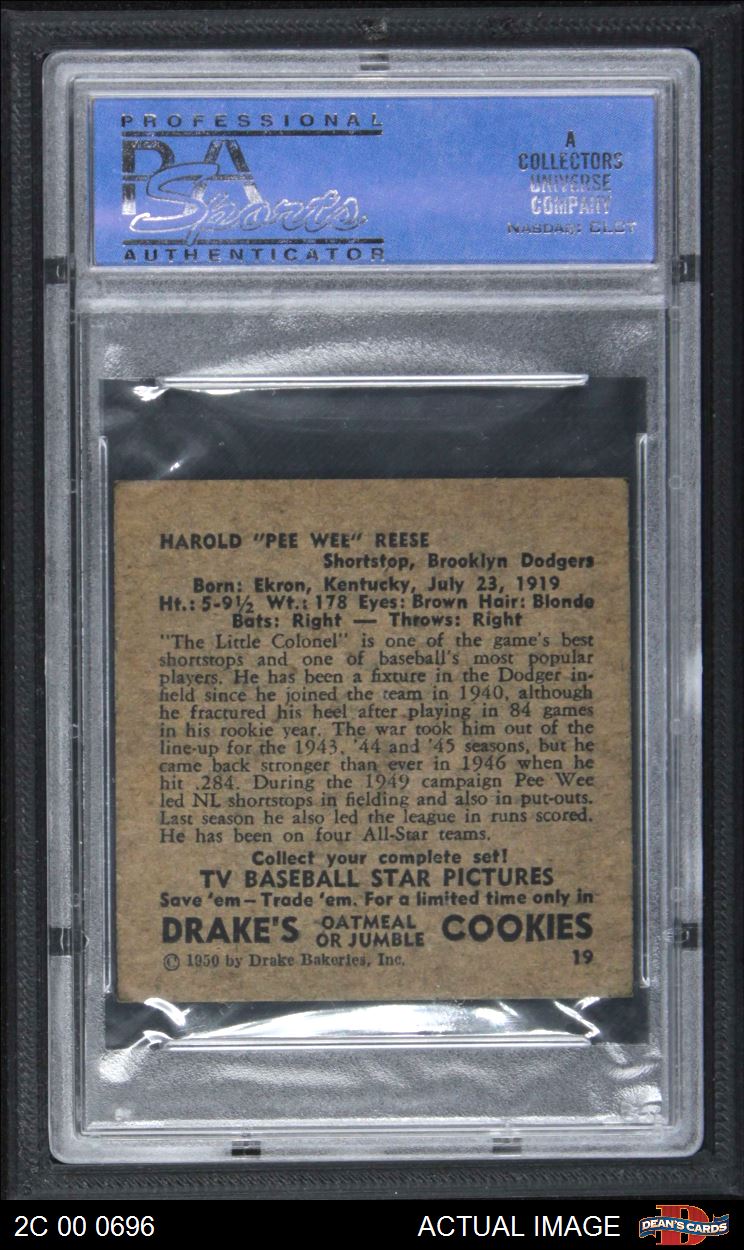 PROFESSIONAL
PSA
Sports
AUTHENTICATOR
A
COLLECTORS
UNIVERSE
COMPANY
NASDAQ: CLCT
HAROLD "PEE WEE" REESE
Shortstop, Brooklyn Dodgers
Born: Ekron, Kentucky, July 23, 1919
Ht.: 5-9½ Wt.: 178 Eyes: Brown Hair: Blonde
Bats: Right — Throws: Right
"The Little Colonel" is one of the game's best
shortstops and one of baseball's most popular
players. He has been a fixture in the Dodger in-
field since he joined the team in 1940, although
he fractured his heel after playing in 84 games
in his rookie year. The war took him out of the
line-up for the 1943, '44 and '45 seasons, but he
came back stronger than ever in 1946 when he
hit .284. During the 1949 campaign Pee Wee
led NL shortstops in fielding and also in put-outs.
Last season he also led the league in runs scored.
He has been on four All-Star teams.
Collect your complete set!
TV BASEBALL STAR PICTURES
Save 'em — Trade 'em. For a limited time only in
DRAKE'S OATMEAL OR JUMBLE COOKIES
© 1950 by Drake Bakeries, Inc. 19
2C 00 0696 ACTUAL IMAGE DEAN'S CARDS